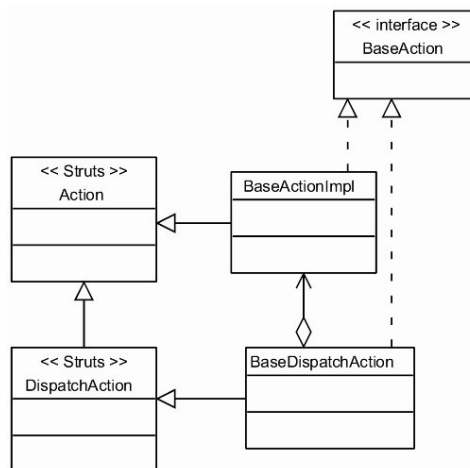 << interface >>
BaseAction
<< Struts >>
Action
BaseActionImpl
<< Struts >>
DispatchAction
BaseDispatchAction